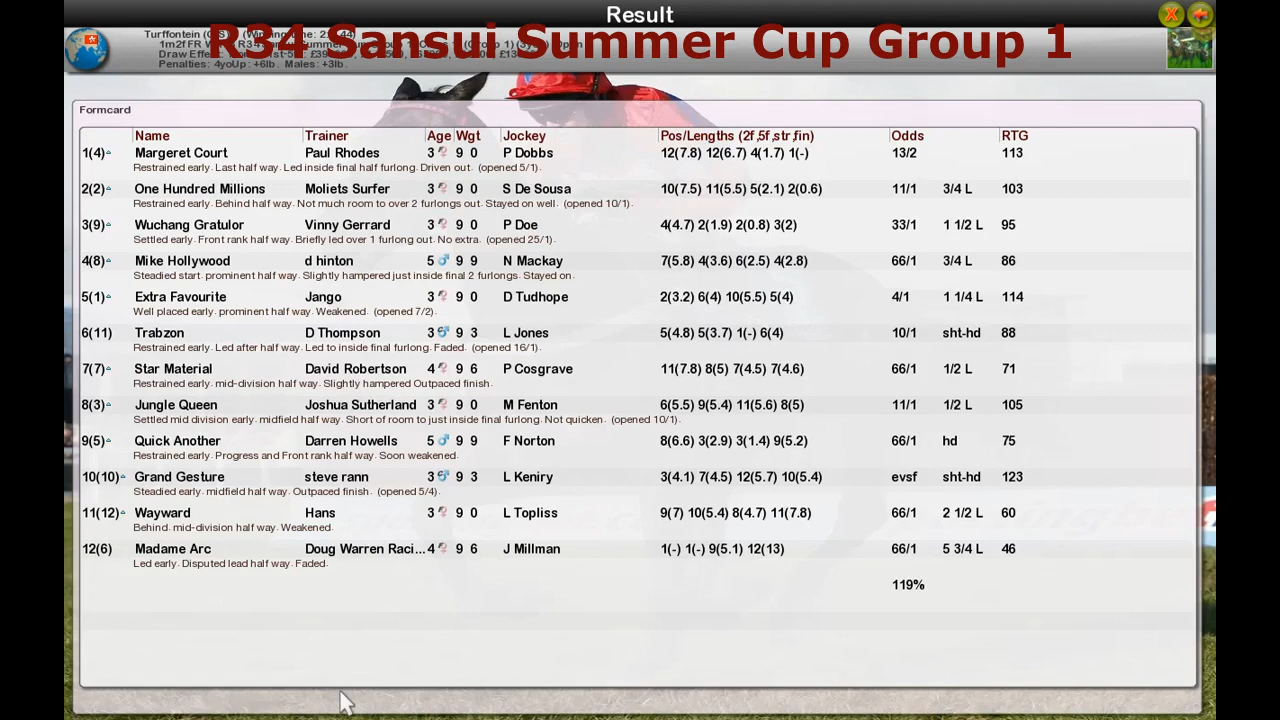 Result
R34 Sansui Summer Cup Group 1
Turffontein
Penalties: 4yoUp: +6lb. Males: +3lb.
Formcard
Name Trainer Age Wgt Jockey Pos/Lengths (2f,5f,str,fin) Odds RTG
1(4) Margeret Court Paul Rhodes 3 9 0 P Dobbs 12(7.8) 12(6.7) 4(1.7) 1(-) 13/2 113
Restrained early. Last half way. Led inside final half furlong. Driven out. (opened 5/1).
2(2) One Hundred Millions Moliets Surfer 3 9 0 S De Sousa 10(7.5) 11(5.5) 5(2.1) 2(0.6) 11/1 3/4 L 103
Restrained early. Behind half way. Not much room to over 2 furlongs out. Stayed on well. (opened 10/1).
3(9) Wuchang Gratulor Vinny Gerrard 3 9 0 P Doe 4(4.7) 2(1.9) 2(0.8) 3(2) 33/1 1 1/2 L 95
Settled early. Front rank half way. Briefly led over 1 furlong out. No extra. (opened 25/1).
4(8) Mike Hollywood d hinton 5 9 9 N Mackay 7(5.8) 4(3.6) 6(2.5) 4(2.8) 66/1 3/4 L 86
Steadied start. prominent half way. Slightly hampered just inside final 2 furlongs. Stayed on.
5(1) Extra Favourite Jango 3 9 0 D Tudhope 2(3.2) 6(4) 10(5.5) 5(4) 4/1 1 1/4 L 114
Well placed early. prominent half way. Weakened. (opened 7/2).
6(11) Trabzon D Thompson 3 9 3 L Jones 5(4.8) 5(3.7) 1(-) 6(4) 10/1 sht-hd 88
Restrained early. Led after half way. Led to inside final furlong. Faded. (opened 16/1).
7(7) Star Material David Robertson 4 9 6 P Cosgrave 11(7.8) 8(5) 7(4.5) 7(4.6) 66/1 1/2 L 71
Restrained early. mid-division half way. Slightly hampered Outpaced finish.
8(3) Jungle Queen Joshua Sutherland 3 9 0 M Fenton 6(5.5) 9(5.4) 11(5.6) 8(5) 11/1 1/2 L 105
Settled mid division early. midfield half way. Short of room to just inside final furlong. Not quicken. (opened 10/1).
9(5) Quick Another Darren Howells 5 9 9 F Norton 8(6.6) 3(2.9) 3(1.4) 9(5.2) 66/1 hd 75
Restrained early. Progress and Front rank half way. Soon weakened.
10(10) Grand Gesture steve rann 3 9 3 L Keniry 3(4.1) 7(4.5) 12(5.7) 10(5.4) evsf sht-hd 123
Steadied early. midfield half way. Outpaced finish. (opened 5/4).
11(12) Wayward Hans 3 9 0 L Topliss 9(7) 10(5.4) 8(4.7) 11(7.8) 66/1 2 1/2 L 60
Behind. mid-division half way. Weakened.
12(6) Madame Arc Doug Warren Raci... 4 9 6 J Millman 1(-) 1(-) 9(5.1) 12(13) 66/1 5 3/4 L 46
Led early. Disputed lead half way. Faded.
119%